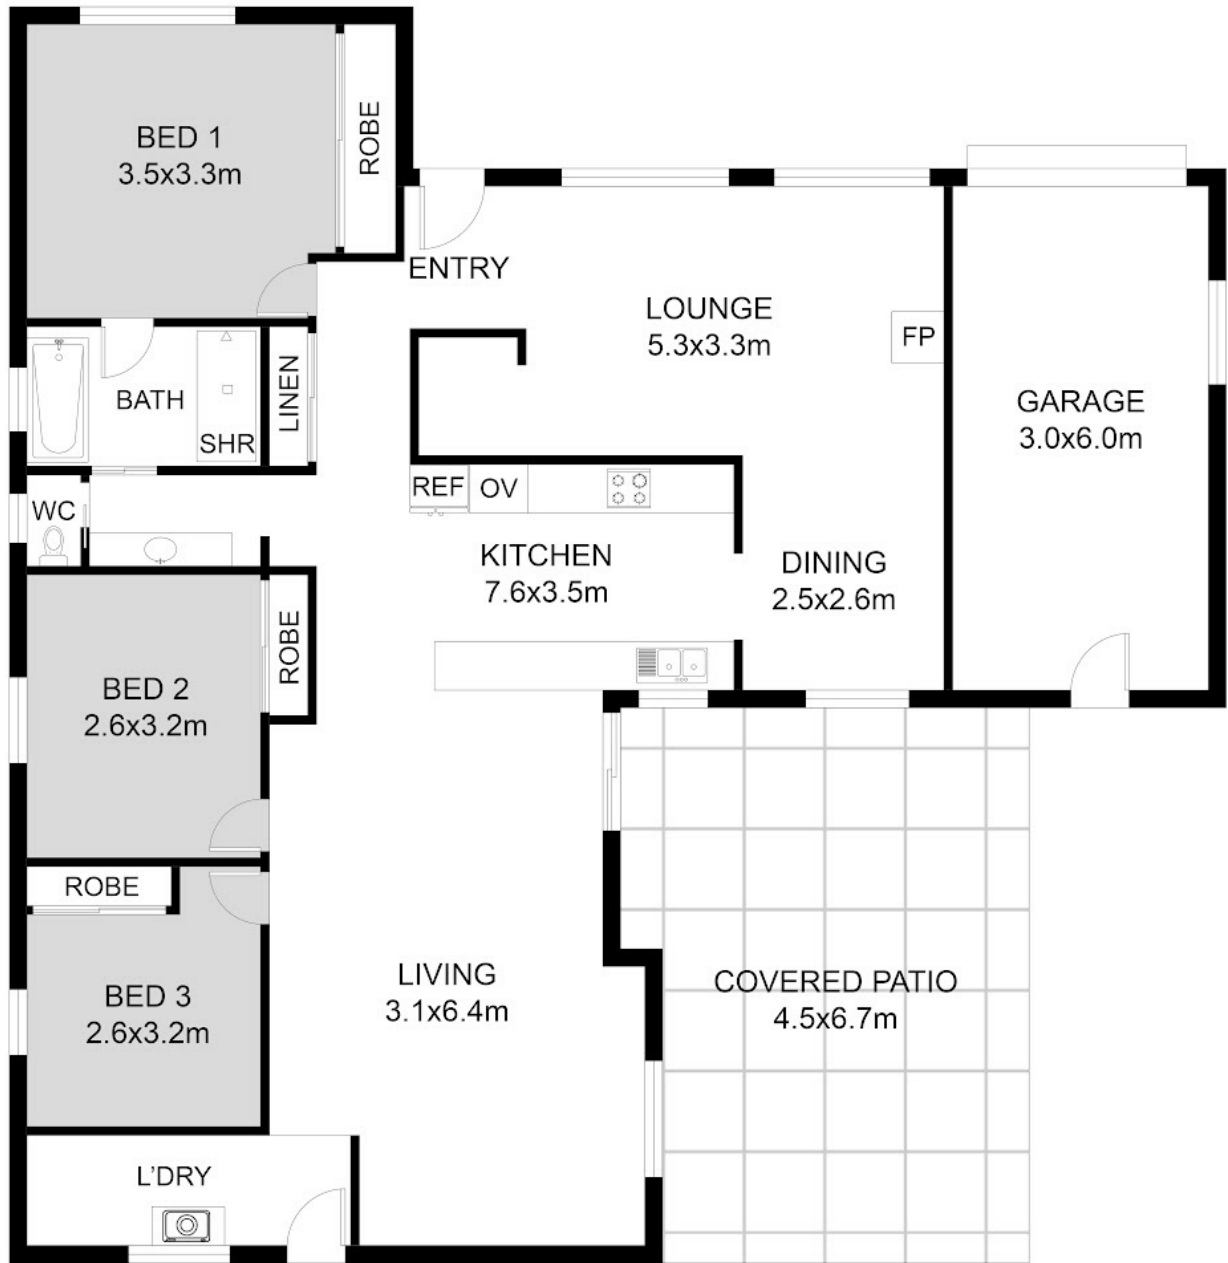 BED 1
3.5x3.3m
ROBE
ENTRY
LOUNGE
5.3x3.3m
FP
GARAGE
3.0x6.0m
BATH
SHR
LINEN
WC
REF
OV
KITCHEN
7.6x3.5m
DINING
2.5x2.6m
BED 2
2.6x3.2m
ROBE
ROBE
BED 3
2.6x3.2m
LIVING
3.1x6.4m
COVERED PATIO
4.5x6.7m
L'DRY